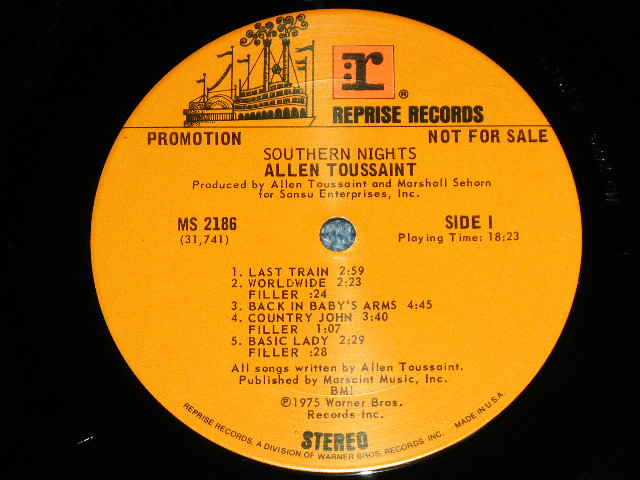 r
®
REPRISE RECORDS
PROMOTION
NOT FOR SALE
SOUTHERN NIGHTS
ALLEN TOUSSAINT
Produced by Allen Toussaint and Marshall Sehorn
for Sansu Enterprises, Inc.
MS 2186
(31,741)
SIDE I
Playing Time: 18:23
1. LAST TRAIN 2:59
2. WORLDWIDE 2:23
FILLER :24
3. BACK IN BABY'S ARMS 4:45
4. COUNTRY JOHN 3:40
FILLER 1:07
5. BASIC LADY 2:29
FILLER :28
All songs written by Allen Toussaint.
Published by Marsaint Music, Inc.
BMI
℗1975 Warner Bros.
Records Inc.
STEREO
REPRISE RECORDS, A DIVISION OF WARNER BROS. RECORDS, INC. MADE IN U.S.A.